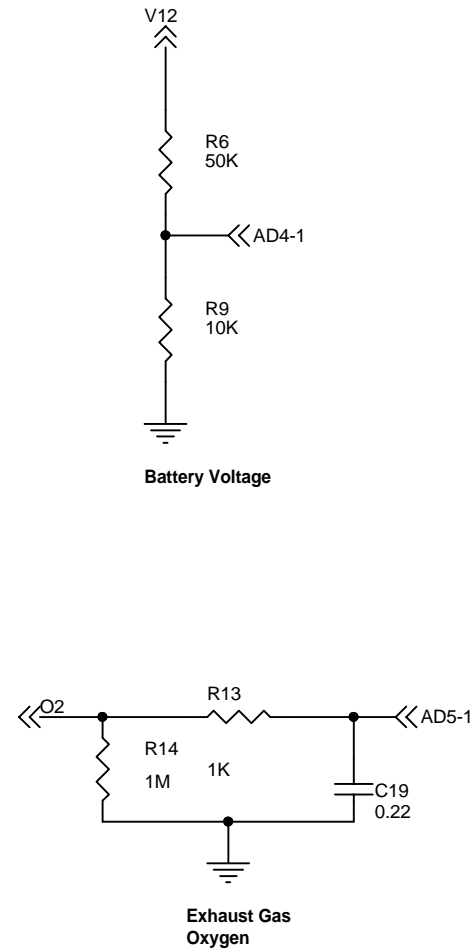 V12
R6
50K
AD4-1
R9
10K
Battery Voltage
O2
R13
AD5-1
R14
1M
1K
C19
0.22
Exhaust Gas
Oxygen